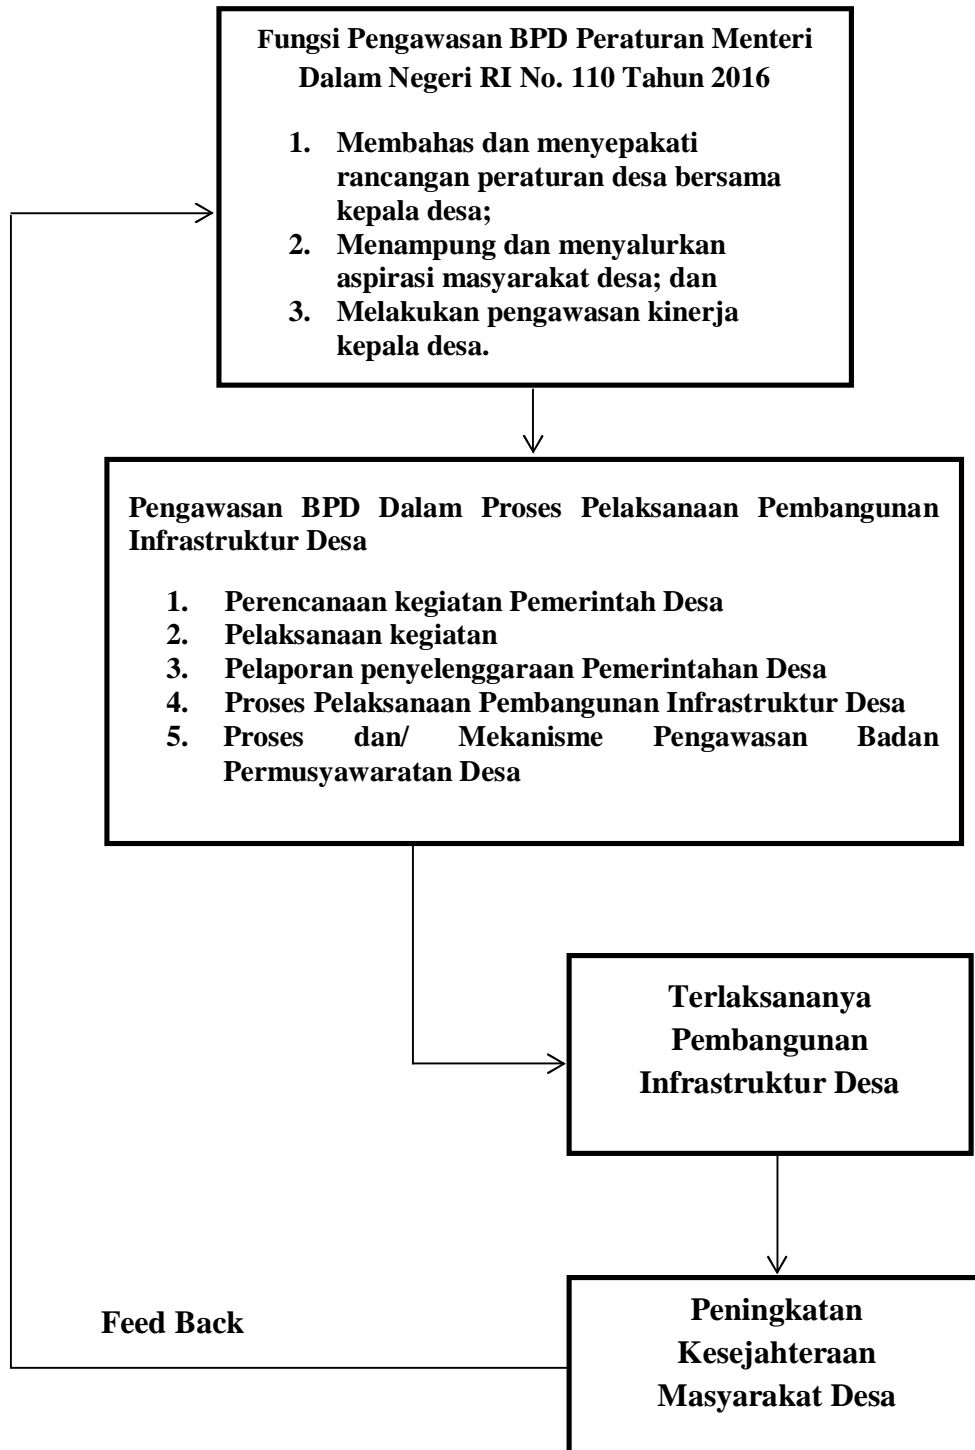 Fungsi Pengawasan BPD Peraturan Menteri
Dalam Negeri RI No. 110 Tahun 2016
1. Membahas dan menyepakati
rancangan peraturan desa bersama
kepala desa;
2. Menampung dan menyalurkan
aspirasi masyarakat desa; dan
3. Melakukan pengawasan kinerja
kepala desa.
Pengawasan BPD Dalam Proses Pelaksanaan Pembangunan
Infrastruktur Desa
1. Perencanaan kegiatan Pemerintah Desa
2. Pelaksanaan kegiatan
3. Pelaporan penyelenggaraan Pemerintahan Desa
4. Proses Pelaksanaan Pembangunan Infrastruktur Desa
5. Proses dan/ Mekanisme Pengawasan Badan
Permusyawaratan Desa
Terlaksananya
Pembangunan
Infrastruktur Desa
Peningkatan
Kesejahteraan
Masyarakat Desa
Feed Back